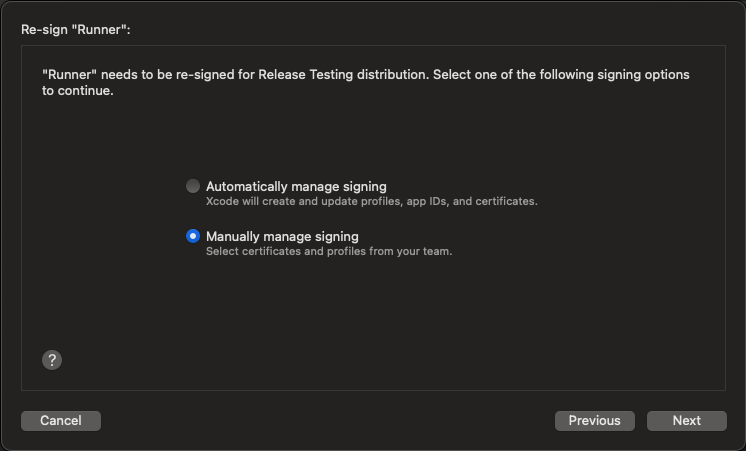 Re-sign "Runner":
"Runner" needs to be re-signed for Release Testing distribution. Select one of the following signing options
to continue.
Automatically manage signing
Xcode will create and update profiles, app IDs, and certificates.
Manually manage signing
Select certificates and profiles from your team.
?
Cancel
Previous
Next